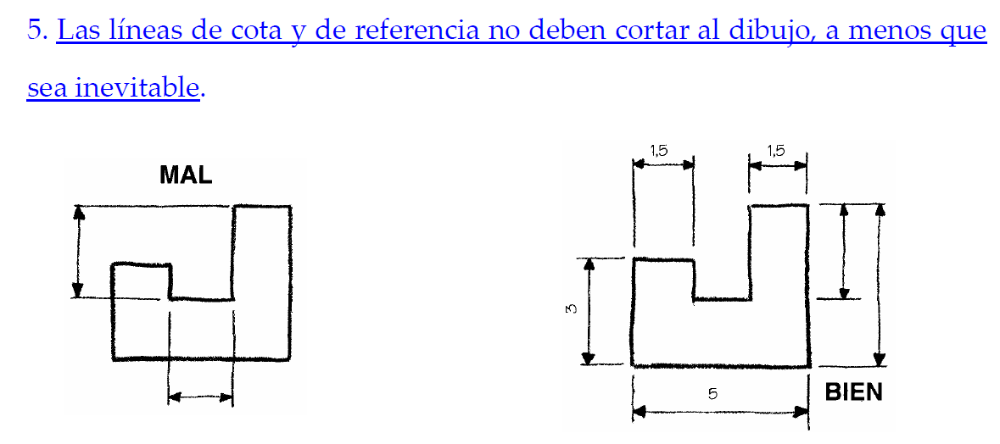 5. Las líneas de cota y de referencia no deben cortar al dibujo, a menos que
sea inevitable.
MAL
1,5
1,5
3
5
BIEN